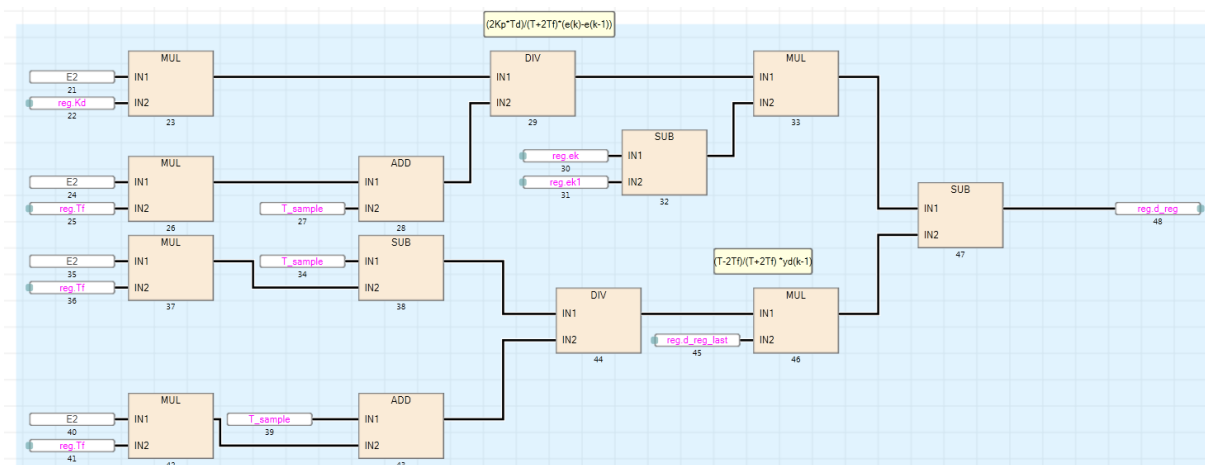 (2Kp*Td)/(T+2Tf)*(e(k)-e(k-1))
MUL
E2
IN1
21
reg.Kd
IN2
22
23
DIV
IN1
IN2
29
MUL
IN1
IN2
33
SUB
reg.ek
IN1
30
reg.ek1
IN2
31
32
MUL
E2
IN1
24
reg.Tf
IN2
25
26
ADD
IN1
T_sample
IN2
27
28
SUB
IN1
IN2
47
reg.d_reg
48
MUL
E2
IN1
35
reg.Tf
IN2
36
37
SUB
T_sample
IN1
34
IN2
38
(T-2Tf)/(T+2Tf) *yd(k-1)
DIV
IN1
IN2
44
MUL
IN1
reg.d_reg_last
IN2
45
46
MUL
E2
IN1
40
reg.Tf
IN2
41
ADD
T_sample
IN1
39
IN2